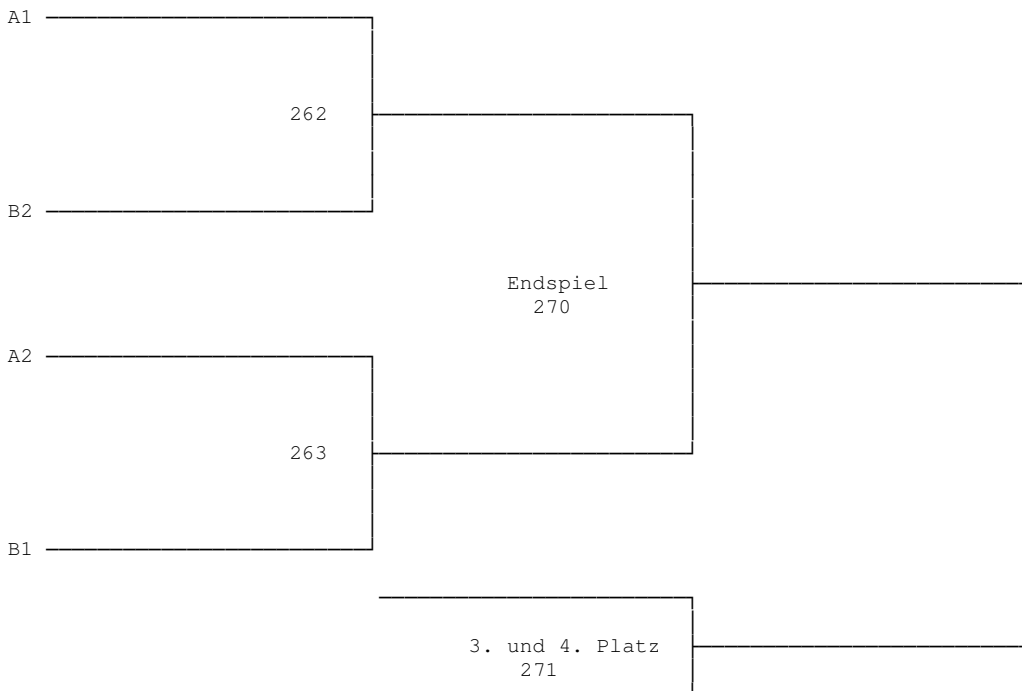 A1
262
B2
Endspiel
270
A2
263
B1
3. und 4. Platz
271